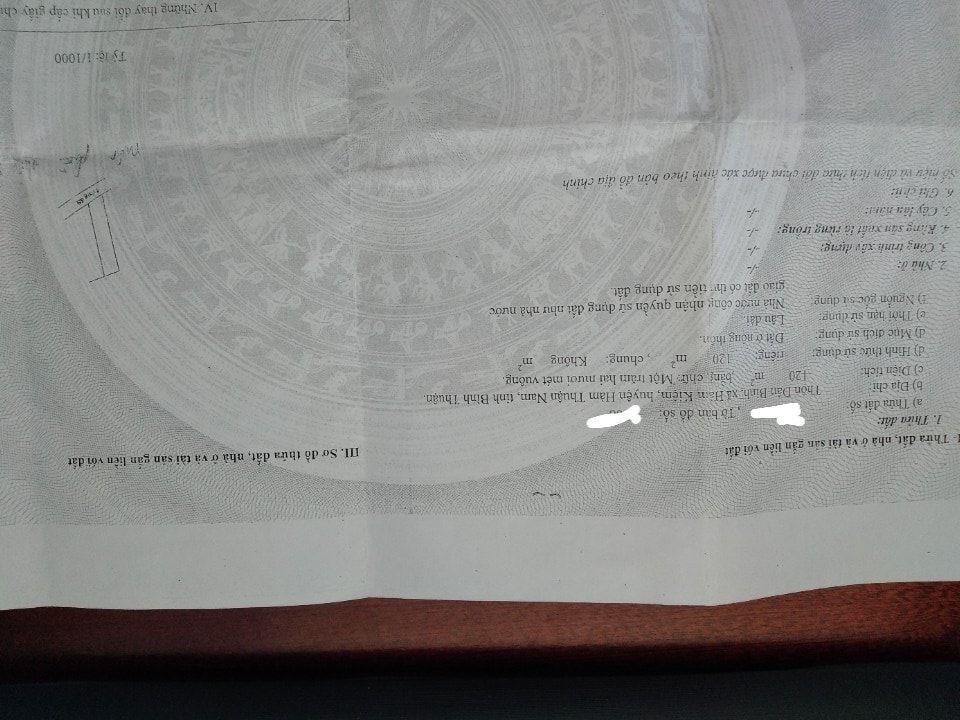 II. Thửa đất, nhà ở và tài sản gắn liền với đất
1. Thửa đất:
a) Thửa đất số: , Tờ bản đồ số:
b) Địa chỉ: Thôn Dân Bình, xã Hàm Kiệm, huyện Hàm Thuận Nam, tỉnh Bình Thuận.
c) Diện tích: 120 m² bằng chữ: Một trăm hai mươi mét vuông.
d) Hình thức sử dụng: riêng: 120 m², chung: Không m²
đ) Mục đích sử dụng: Đất ở nông thôn.
e) Thời hạn sử dụng: Lâu dài.
i) Nguồn gốc sử dụng: Nhà nước công nhận quyền sử dụng đất như nhà nước
giao đất có thu tiền sử dụng đất.
2. Nhà ở: -/-
3. Công trình xây dựng: -/-
4. Rừng sản xuất là rừng trồng: -/-
5. Cây lâu năm: -/-
6. Ghi chú:
Số hiệu và diện tích thửa đất chưa được xác định theo bản đồ địa chính
III. Sơ đồ thửa đất, nhà ở và tài sản gắn liền với đất
Tỷ lệ: 1/1000
IV. Những thay đổi sau khi cấp giấy